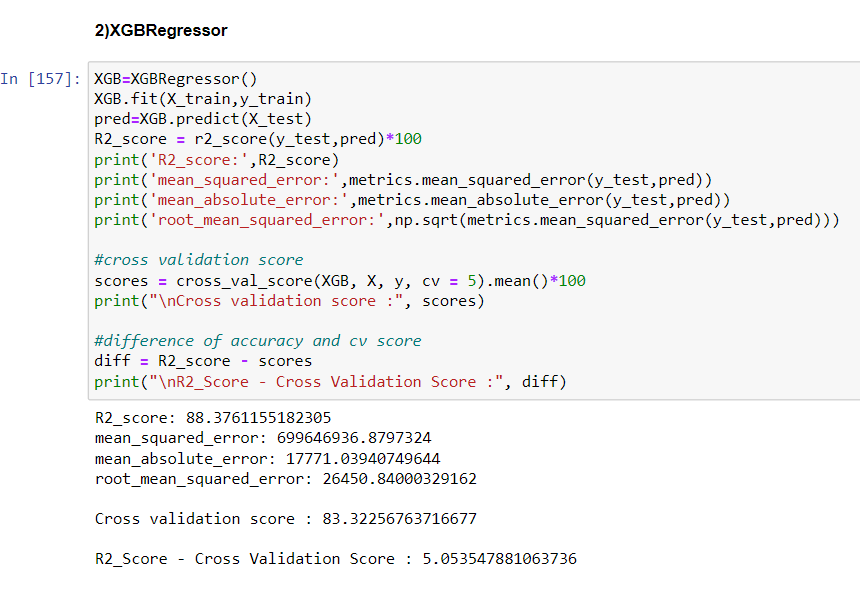 2)XGBRegressor
In [157]: XGB=XGBRegressor()
XGB.fit(X_train,y_train)
pred=XGB.predict(X_test)
R2_score = r2_score(y_test,pred)*100
print('R2_score:',R2_score)
print('mean_squared_error:',metrics.mean_squared_error(y_test,pred))
print('mean_absolute_error:',metrics.mean_absolute_error(y_test,pred))
print('root_mean_squared_error:',np.sqrt(metrics.mean_squared_error(y_test,pred)))
#cross validation score
scores = cross_val_score(XGB, X, y, cv = 5).mean()*100
print("\nCross validation score :", scores)
#difference of accuracy and cv score
diff = R2_score - scores
print("\nR2_Score - Cross Validation Score :", diff)
R2_score: 88.3761155182305
mean_squared_error: 699646936.8797324
mean_absolute_error: 17771.03940749644
root_mean_squared_error: 26450.84000329162
Cross validation score : 83.32256763716677
R2_Score - Cross Validation Score : 5.053547881063736